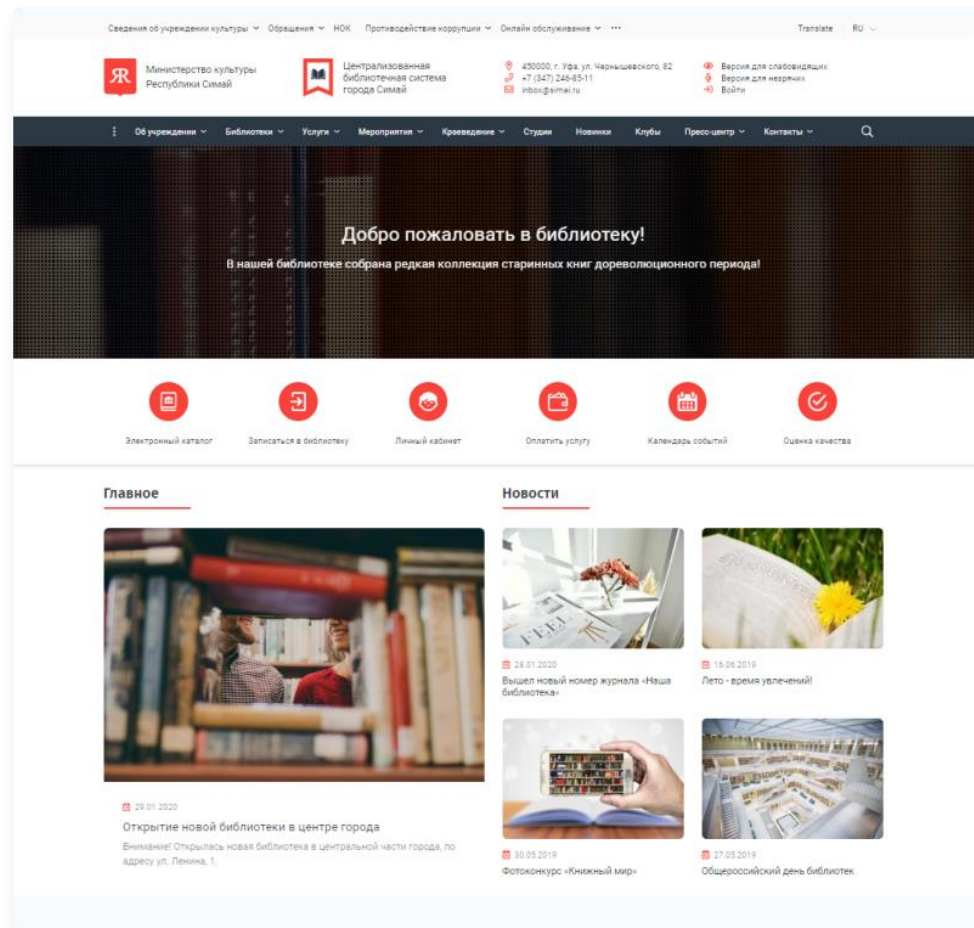 Сведения об учреждении культуры Обращения НОК Противодействие коррупции Онлайн обслуживание ••• Translate RU
Министерство культуры
Республики Симай
Централизованная
библиотечная система
города Симай
450000, г. Уфа, ул. Чернышевского, 82
+7 (347) 246-85-11
inbox@simai.ru
Версия для слабовидящих
Версия для незрячих
Войти
Об учреждении Библиотеки Услуги Мероприятия Краеведение Студии Новинки Клубы Пресс-центр Контакты
Добро пожаловать в библиотеку!
В нашей библиотеке собрана редкая коллекция старинных книг дореволюционного периода!
Электронный каталог Записаться в библиотеку Личный кабинет Оплатить услугу Календарь событий Оценка качества
Главное
29.01.2020
Открытие новой библиотеки в центре города
Внимание! Открылась новая библиотека в центральной части города, по
адресу ул. Ленина, 1.
Новости
FEEL
28.01.2020
Вышел новый номер журнала «Наша
библиотека»
16.06.2019
Лето - время увлечений!
30.05.2019
Фотоконкурс «Книжный мир»
27.05.2019
Общероссийский день библиотек